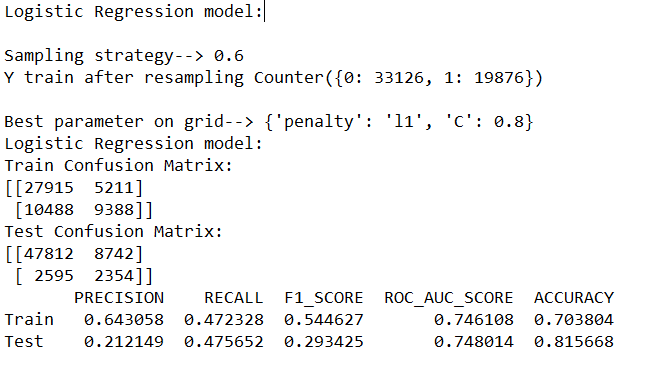 Logistic Regression model:
Sampling strategy--> 0.6
Y train after resampling Counter({0: 33126, 1: 19876})
Best parameter on grid--> {'penalty': 'l1', 'C': 0.8}
Logistic Regression model:
Train Confusion Matrix:
[[27915  5211]
 [10488  9388]]
Test Confusion Matrix:
[[47812  8742]
 [ 2595  2354]]
       PRECISION    RECALL  F1_SCORE  ROC_AUC_SCORE  ACCURACY
Train   0.643058  0.472328  0.544627       0.746108  0.703804
Test    0.212149  0.475652  0.293425       0.748014  0.815668